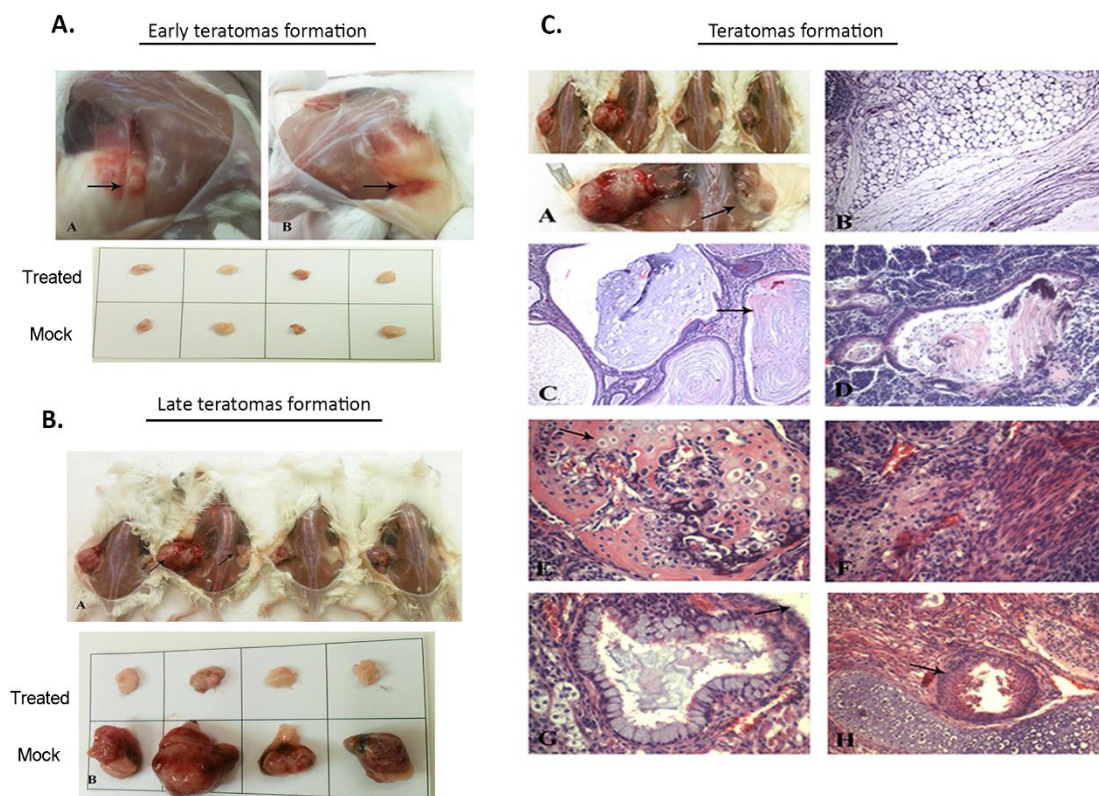 A.
Early teratomas formation
A
B
Treated
Mock
B.
Late teratomas formation
A
Treated
Mock
B
C.
Teratomas formation
A
B
C
D
E
F
G
H